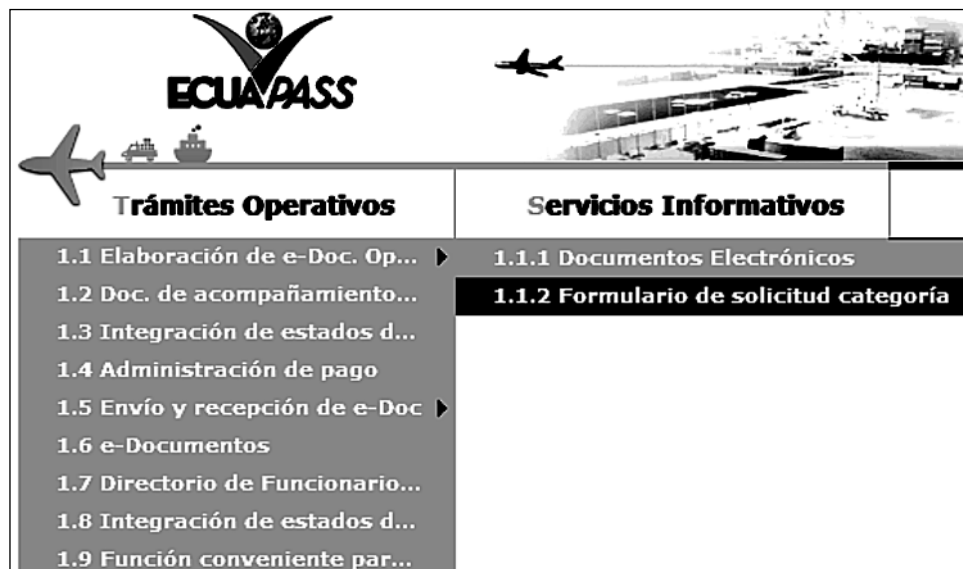 ECUAPASS
Trámites Operativos
Servicios Informativos
1.1 Elaboración de e-Doc. Op...
1.1.1 Documentos Electrónicos
1.2 Doc. de acompañamiento...
1.1.2 Formulario de solicitud categoría
1.3 Integración de estados d...
1.4 Administración de pago
1.5 Envío y recepción de e-Doc
1.6 e-Documentos
1.7 Directorio de Funcionario...
1.8 Integración de estados d...
1.9 Función conveniente par...